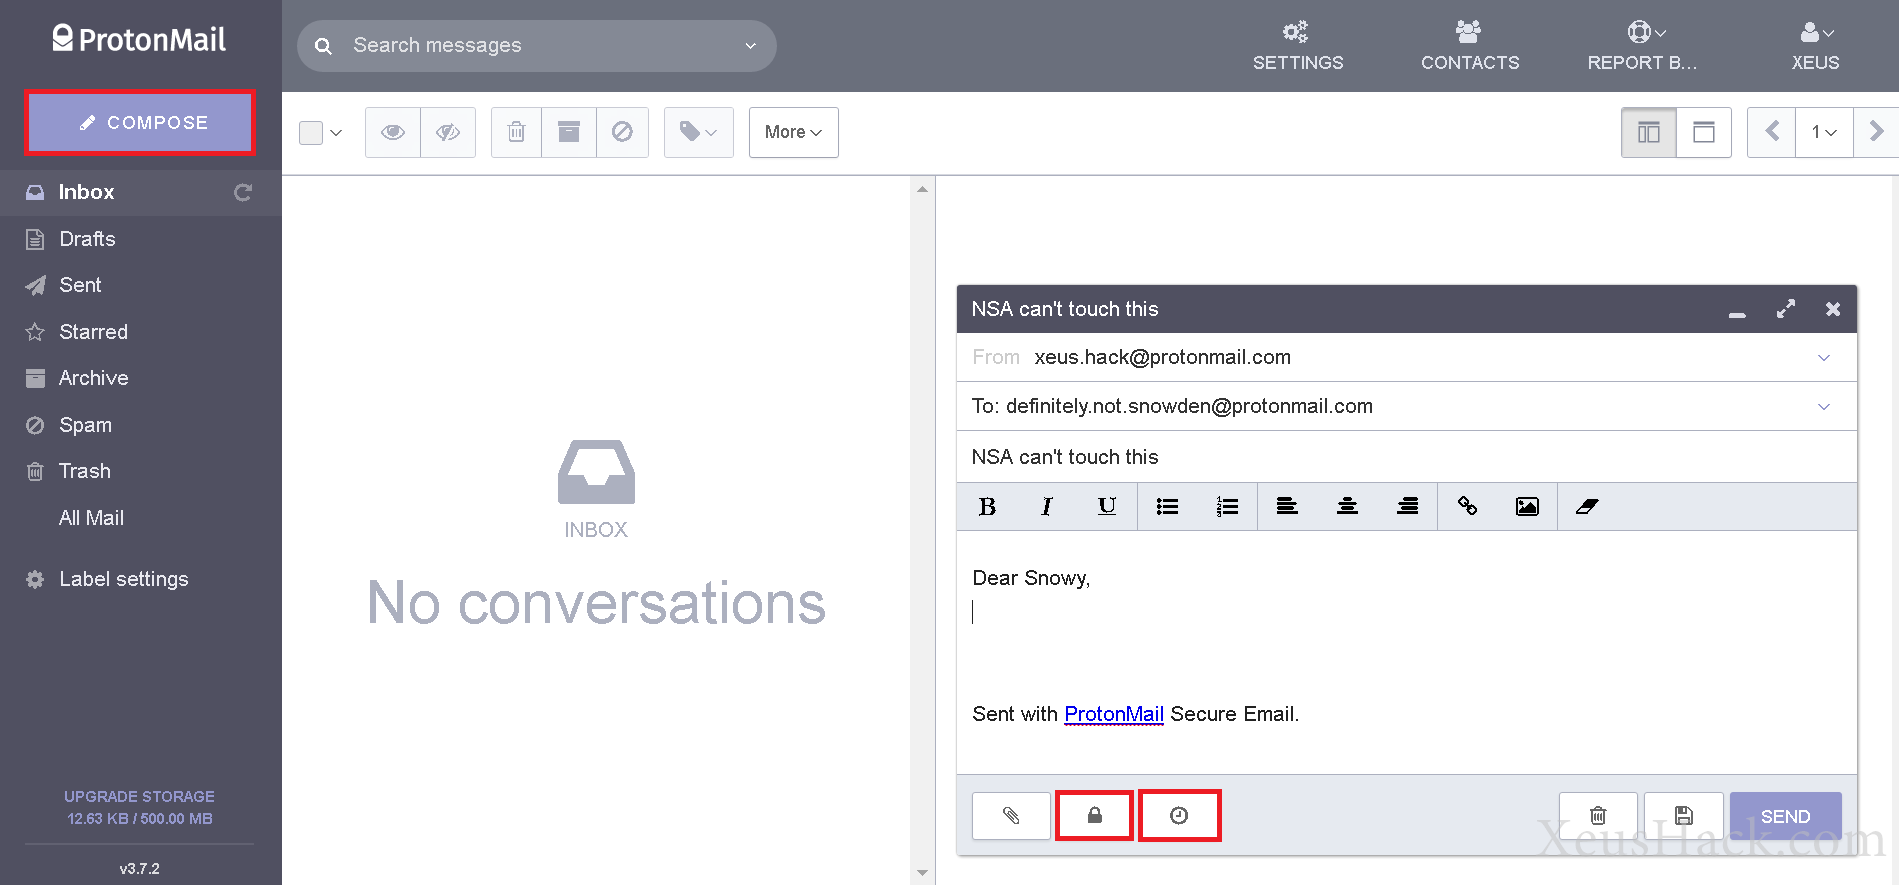 ProtonMail
Search messages
SETTINGS
CONTACTS
REPORT B...
XEUS
COMPOSE
More
1
Inbox
Drafts
Sent
Starred
Archive
Spam
Trash
All Mail
Label settings
UPGRADE STORAGE
12.63 KB / 500.00 MB
v3.7.2
INBOX
No conversations
NSA can't touch this
From xeus.hack@protonmail.com
To: definitely.not.snowden@protonmail.com
NSA can't touch this
B I U
Dear Snowy,
Sent with ProtonMail Secure Email.
SEND
XeusHack.com